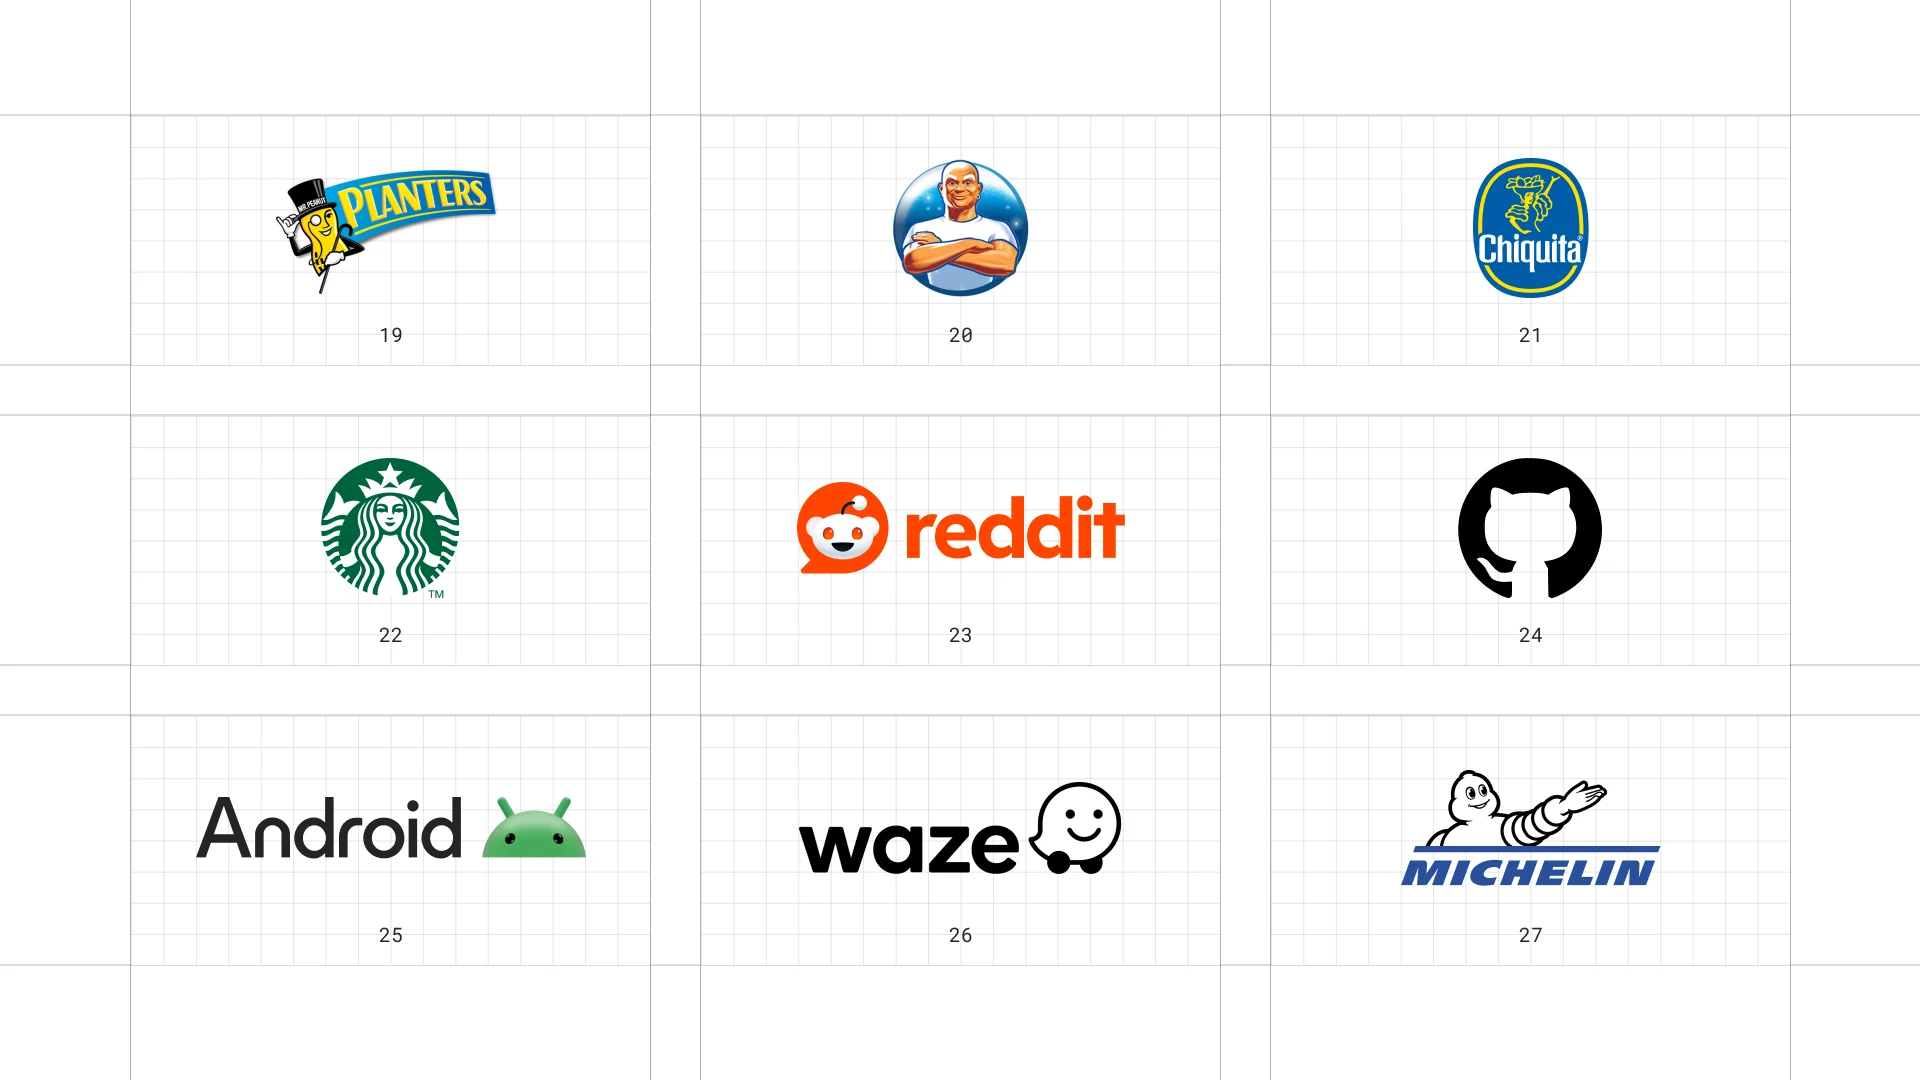 MR. PEANUT
PLANTERS
19
20
Chiquita®
21
TM
22
reddit
23
24
Android
25
waze
26
MICHELIN
27